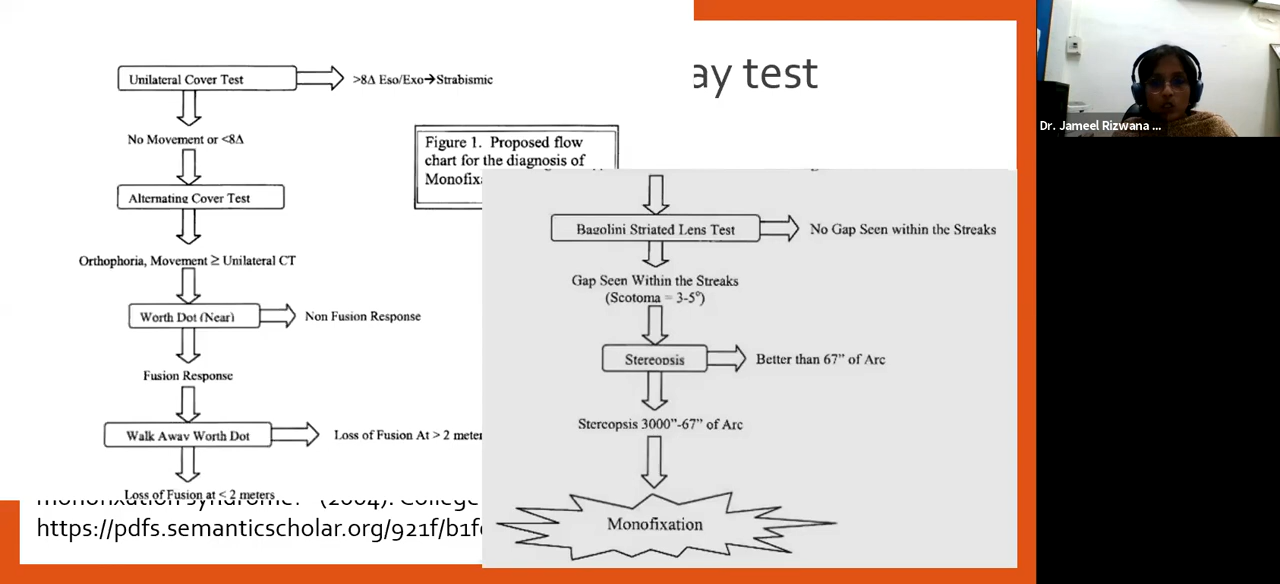 ay test
Unilateral Cover Test
>8Δ Eso/Exo→Strabismic
No Movement or <8Δ
Figure 1. Proposed flow
chart for the diagnosis of
Monofix
Alternating Cover Test
Orthophoria, Movement ≥ Unilateral CT
Worth Dot (Near)
Non Fusion Response
Fusion Response
Walk Away Worth Dot
Loss of Fusion At > 2 meter
Loss of Fusion at < 2 meters
Bagolini Striated Lens Test
No Gap Seen within the Streaks
Gap Seen Within the Streaks
(Scotoma = 3-5°)
Stereopsis
Better than 67” of Arc
Stereopsis 3000”-67” of Arc
Monofixation
monofixation syndrome?" (2004). College
https://pdfs.semanticscholar.org/921f/b1f
Dr. Jameel Rizwana ...